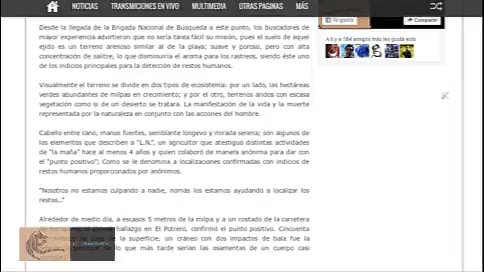 NOTICIAS TRANSMICIONES EN VIVO MULTIMEDIA OTRAS PAGINAS MÁS
Desde la llegada de la Brigada Nacional de Búsqueda a este punto, los buscadores de
mayor experiencia advirtieron que no sería tarea fácil su misión, pues el suelo de aquel
ejido es un terreno arenoso similar al de la playa; suave y poroso, pero con alta
concentración de salitre, lo que disminuiría el aroma para los rastreos, siendo éste uno
de los indicios principales para la detección de restos humanos.
Visualmente el terreno se divide en dos tipos de ecosistema: por un lado, las hectáreas
verdes abundantes de milpas en crecimiento; y por el otro, terrenos áridos con escasa
vegetación como si de un desierto se tratara. La manifestación de la vida y la muerte
representada por la naturaleza en conjunto con las acciones del hombre.
Cabello entre cano, manos fuertes, semblante longevo y mirada serena; son algunos de
los elementos que describen a "L.N.", un agricultor que atestiguó distintas actividades
de "la maña" hace al menos 4 años y quien colaboró de manera anónima para dar con
el "punto positivo"; Como se le denomina a localizaciones confirmadas con indicios de
restos humanos proporcionados por anónimos.
"Nosotros no estamos culpando a nadie, nomás los estamos ayudando a localizar los
restos..."
Alrededor de medio día, a escasos 5 metros de la milpa y a un costado de la carretera
hallazgo en El Potrero, confirmó el punto positivo. Cincuenta
de la superficie, un cráneo con dos impactos de bala fue la
lo que más tarde serían las osamentas de un cuerpo casi
Te gusta
Compartir
A ti y a 184 amigos más les gusta esto